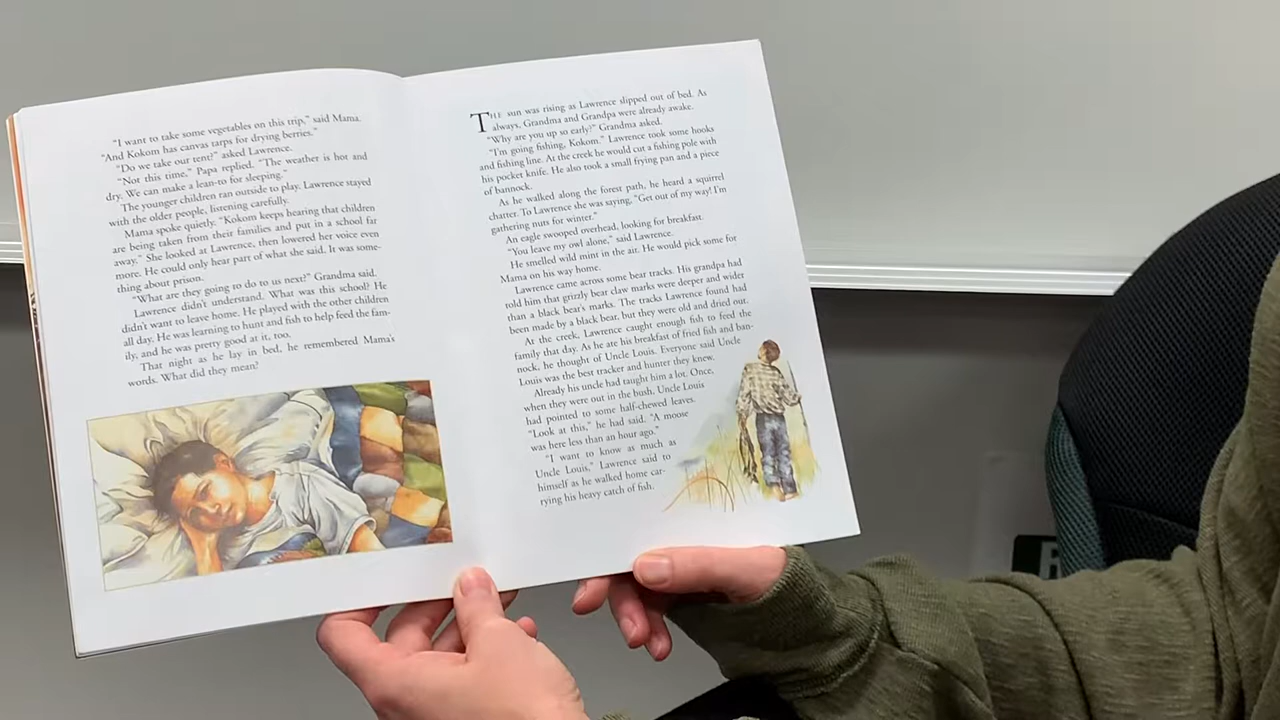 "I want to take some vegetables on this trip," said Mama.
"And Kokom has canvas tarps for drying berries."
"Do we take our tent?" asked Lawrence.
"Not this time," Papa replied. "The weather is hot and
dry. We can make a lean-to for sleeping."
The younger children ran outside to play. Lawrence stayed
with the older people, listening carefully.
Mama spoke quietly. "Kokom keeps hearing that children
are being taken from their families and put in a school far
away." She looked at Lawrence, then lowered her voice even
more. He could only hear part of what she said. It was some-
thing about prison.
"What are they going to do to us next?" Grandma said.
Lawrence didn't understand. What was this school? He
didn't want to leave home. He played with the other children
all day. He was learning to hunt and fish to help feed the fam-
ily, and he was pretty good at it, too.
That night as he lay in bed, he remembered Mama's
words. What did they mean?
THE sun was rising as Lawrence slipped out of bed. As
always, Grandma and Grandpa were already awake.
"Why are you up so early?" Grandma asked.
"I'm going fishing, Kokom." Lawrence took some hooks
and fishing line. At the creek he would cut a fishing pole with
his pocket knife. He also took a small frying pan and a piece
of bannock.
As he walked along the forest path, he heard a squirrel
chatter. To Lawrence she was saying, "Get out of my way! I'm
gathering nuts for winter."
An eagle swooped overhead, looking for breakfast.
"You leave my owl alone," said Lawrence.
He smelled wild mint in the air. He would pick some for
Mama on his way home.
Lawrence came across some bear tracks. His grandpa had
told him that grizzly bear claw marks were deeper and wider
than a black bear's marks. The tracks Lawrence found had
been made by a black bear, but they were old and dried out.
At the creek, Lawrence caught enough fish to feed the
family that day. As he ate his breakfast of fried fish and ban-
nock, he thought of Uncle Louis. Everyone said Uncle
Louis was the best tracker and hunter they knew.
Already his uncle had taught him a lot. Once,
when they were out in the bush, Uncle Louis
had pointed to some half-chewed leaves.
"Look at this," he had said. "A moose
was here less than an hour ago."
"I want to know as much as
Uncle Louis," Lawrence said to
himself as he walked home car-
rying his heavy catch of fish.